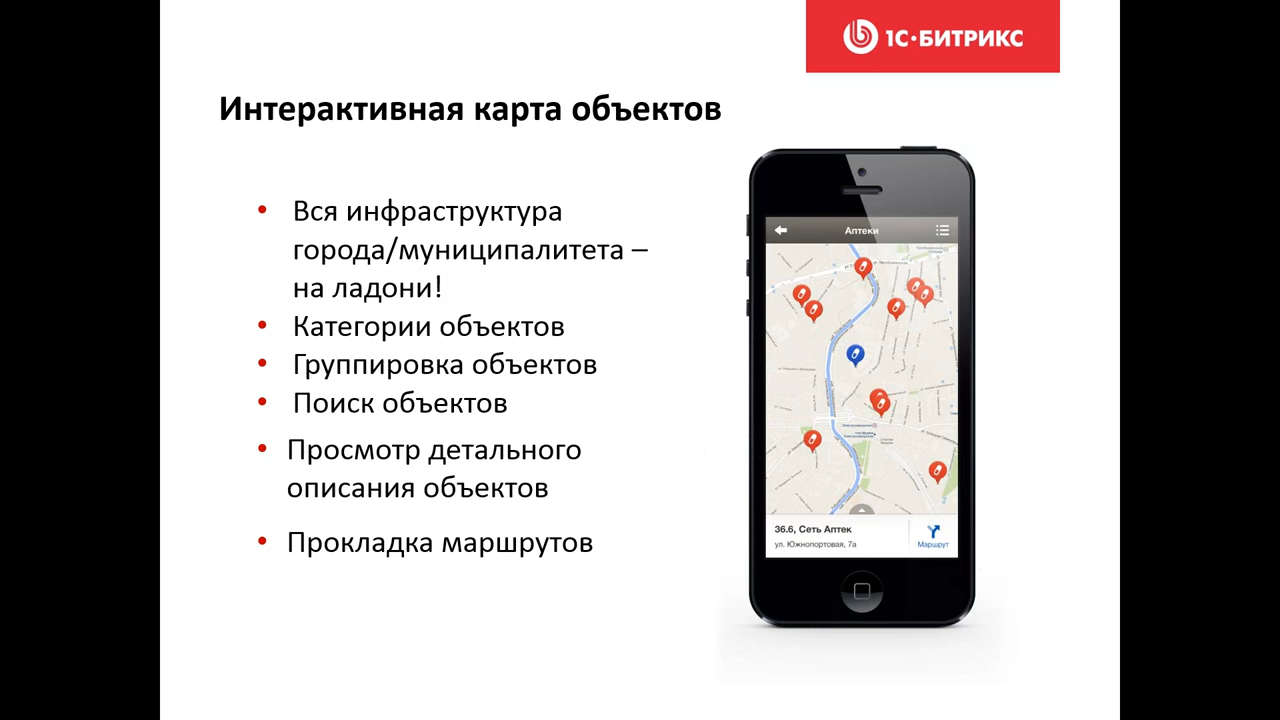 1С·БИТРИКС
Интерактивная карта объектов
• Вся инфраструктура
города/муниципалитета –
на ладони!
• Категории объектов
• Группировка объектов
• Поиск объектов
• Просмотр детального
описания объектов
• Прокладка маршрутов
Аптеки
36.6, Сеть Аптек
ул. Южнопортовая, 7а
Маршрут